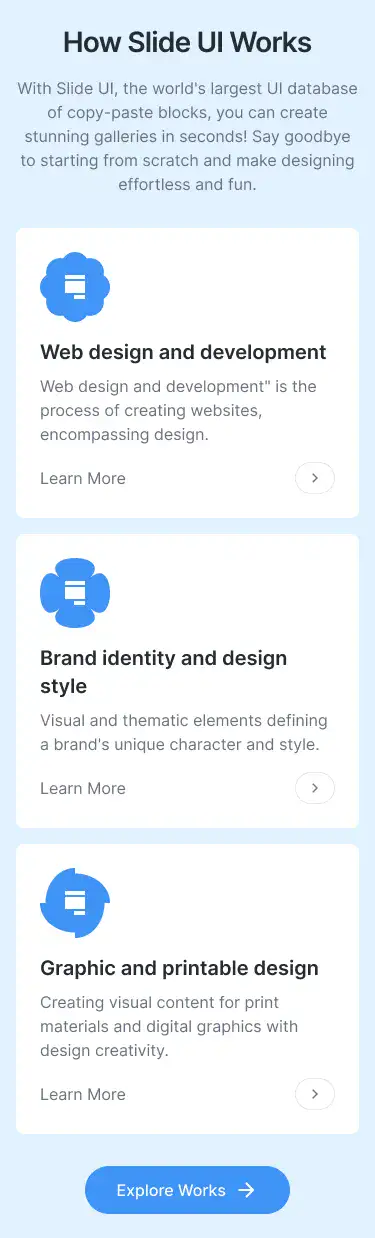 How Slide UI Works
With Slide UI, the world's largest UI database
of copy-paste blocks, you can create
stunning galleries in seconds! Say goodbye
to starting from scratch and make designing
effortless and fun.
Web design and development
Web design and development" is the
process of creating websites,
encompassing design.
Learn More
Brand identity and design
style
Visual and thematic elements defining
a brand's unique character and style.
Learn More
Graphic and printable design
Creating visual content for print
materials and digital graphics with
design creativity.
Learn More
Explore Works